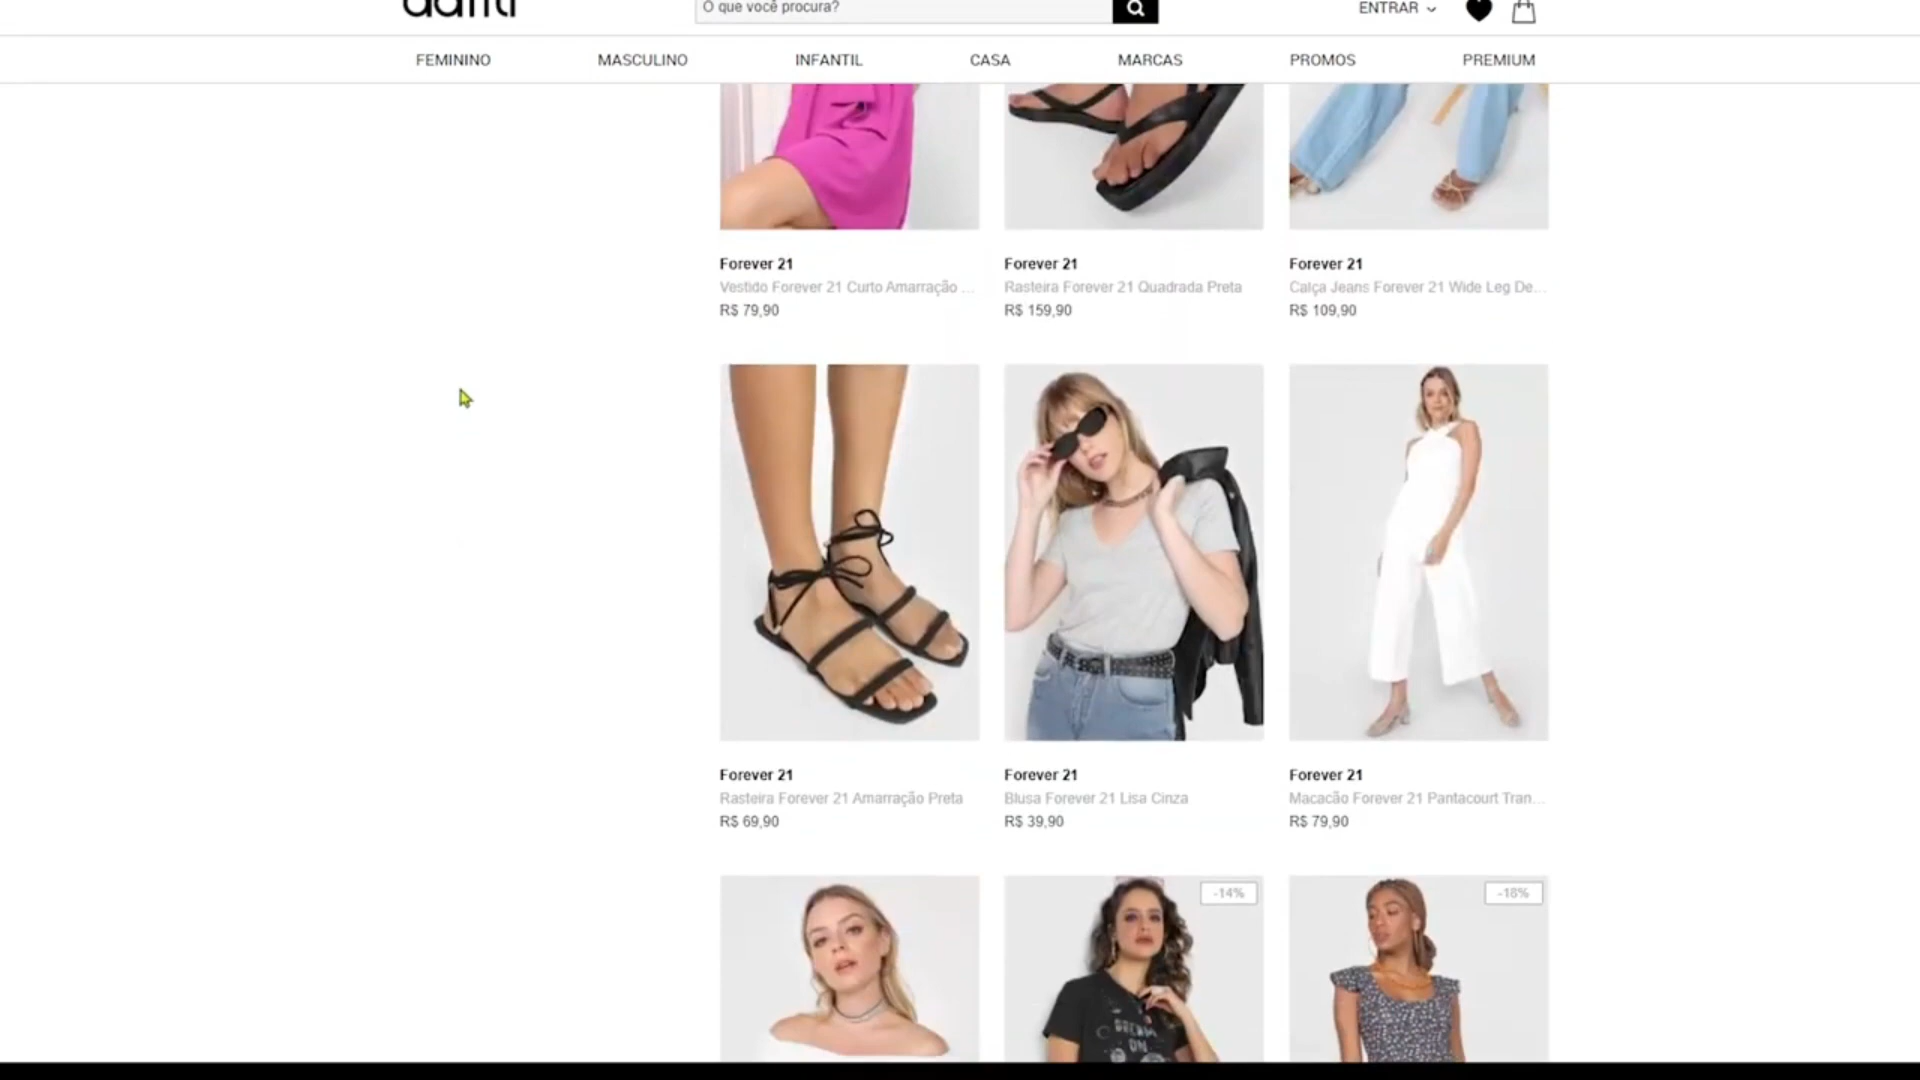 dafiti
O que você procura?
ENTRAR
FEMININO
MASCULINO
INFANTIL
CASA
MARCAS
PROMOS
PREMIUM
Forever 21
Vestido Forever 21 Curto Amarração ...
R$ 79,90
Forever 21
Rasteira Forever 21 Quadrada Preta
R$ 159,90
Forever 21
Calça Jeans Forever 21 Wide Leg De...
R$ 109,90
Forever 21
Rasteira Forever 21 Amarração Preta
R$ 69,90
Forever 21
Blusa Forever 21 Lisa Cinza
R$ 39,90
Forever 21
Macacão Forever 21 Pantacourt Tran...
R$ 79,90
-14%
-18%
DREAM
ON